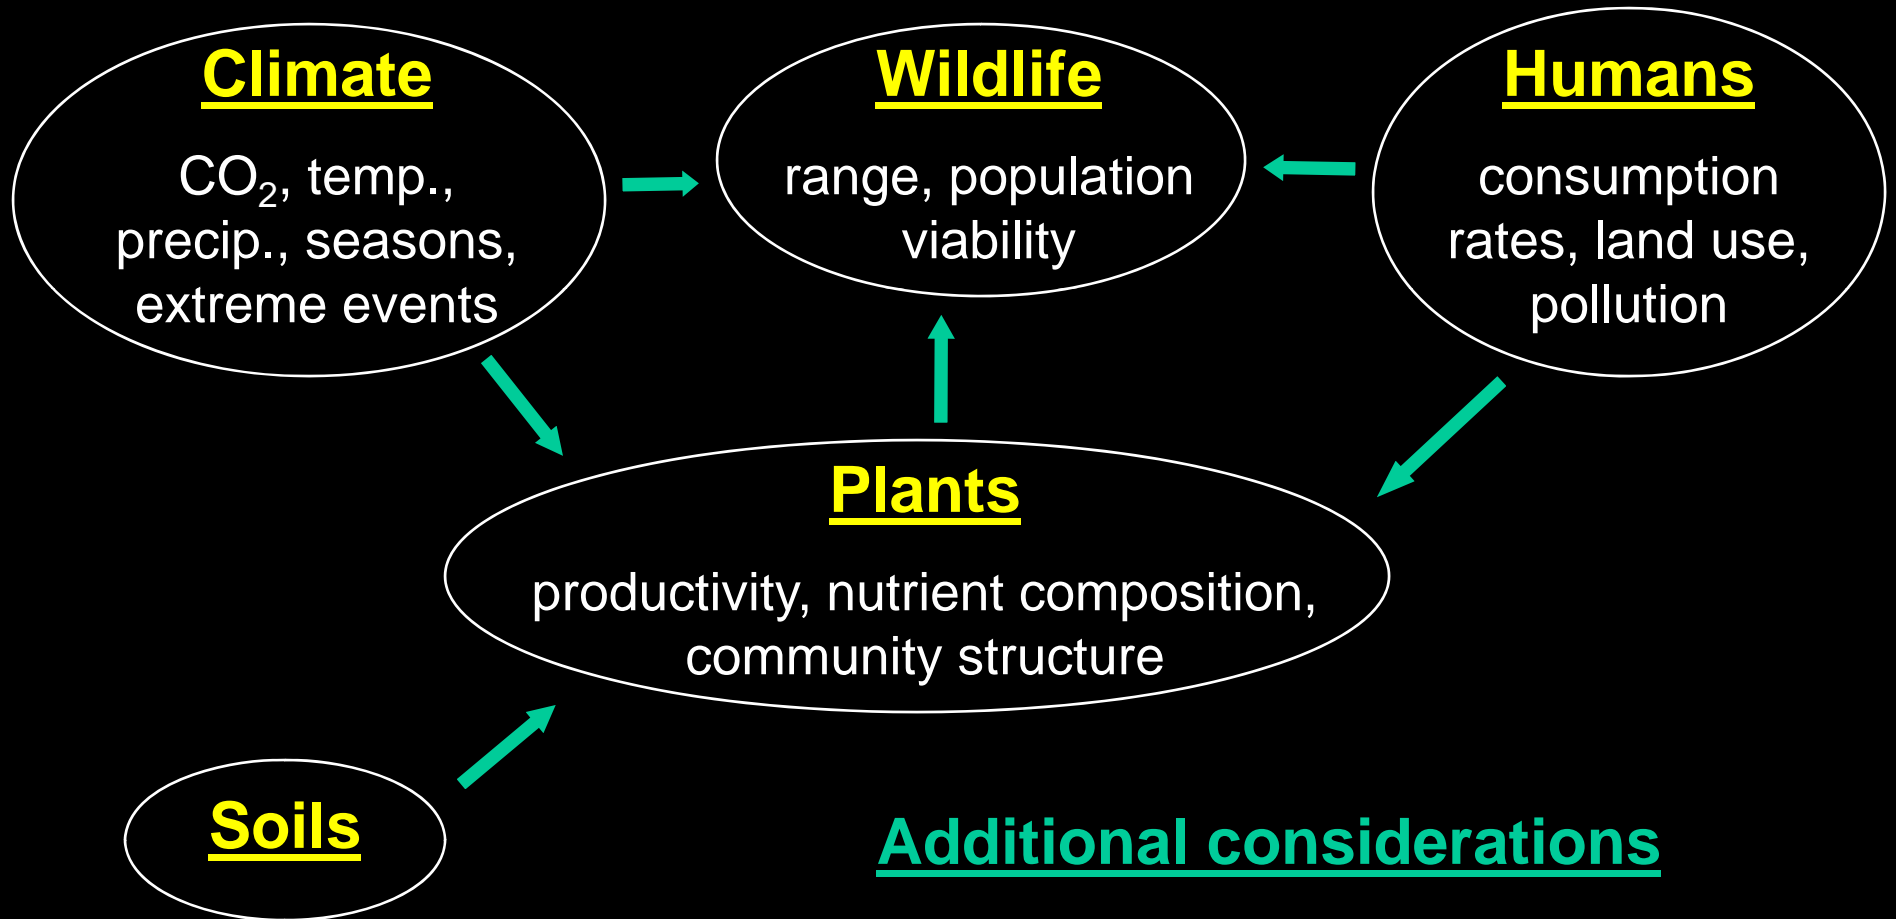 Climate
CO₂, temp.,
precip., seasons,
extreme events
Wildlife
range, population
viability
Humans
consumption
rates, land use,
pollution
Plants
productivity, nutrient composition,
community structure
Soils
Additional considerations